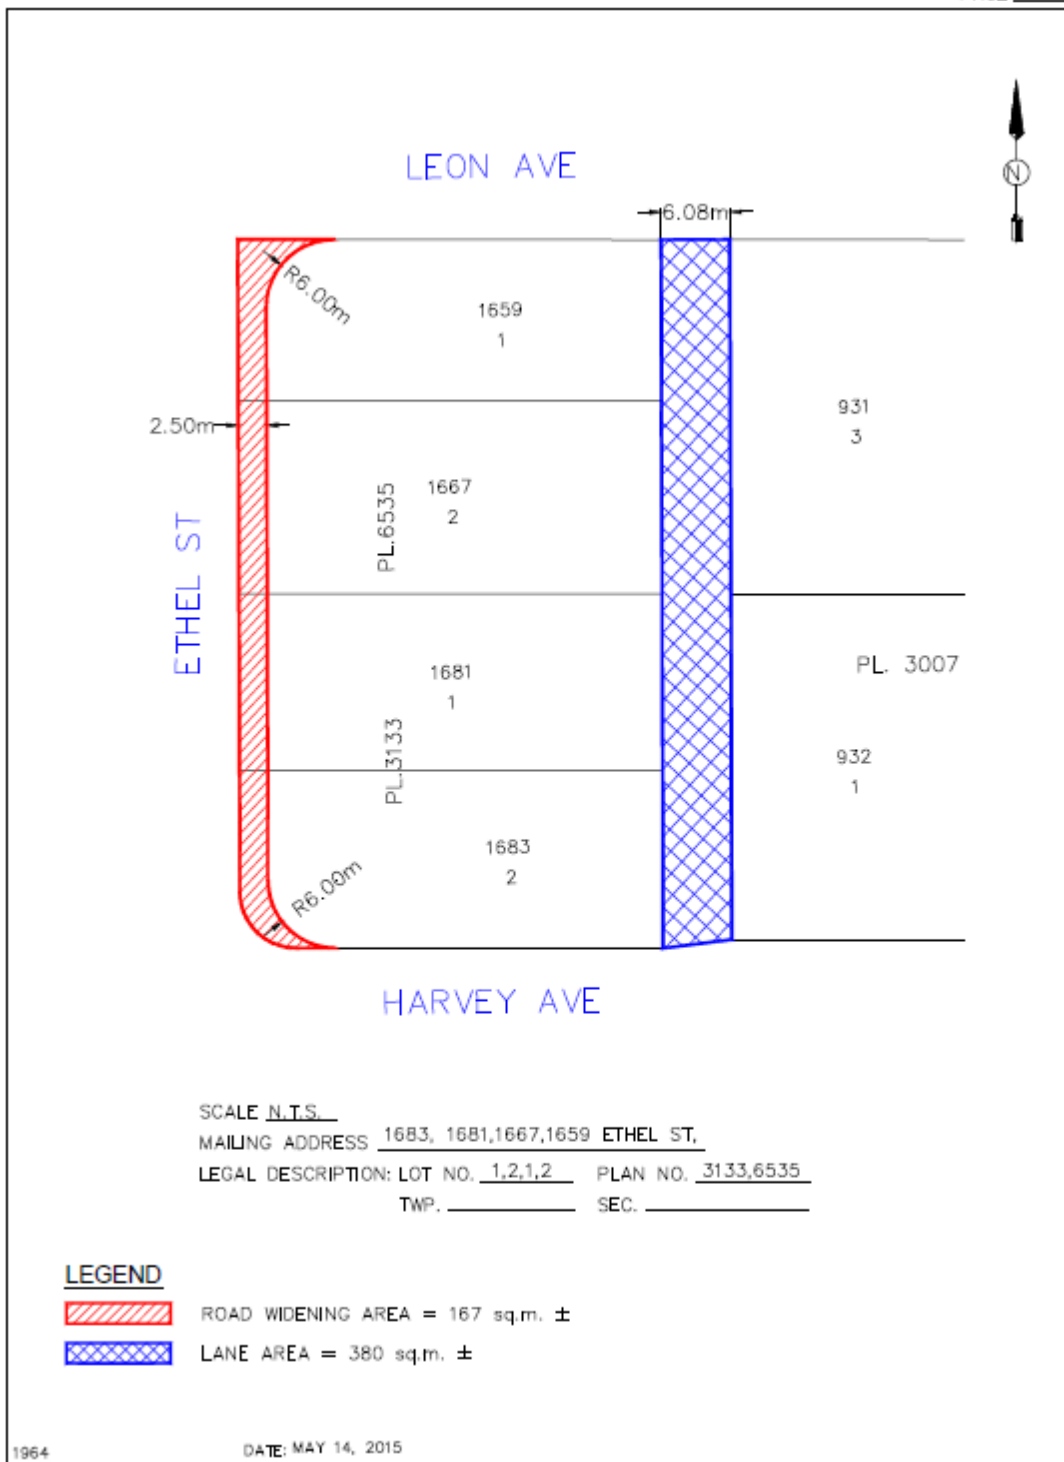 LEON AVE
N
6.08m
R6.00m
1659
1
931
3
2.50m
1667
2
PL.6535
ETHEL ST
PL. 3007
1681
1
PL.3133
932
1
1683
2
R6.00m
HARVEY AVE
SCALE N.T.S.
MAILING ADDRESS 1683, 1681,1667,1659 ETHEL ST,
LEGAL DESCRIPTION: LOT NO. 1,2,1,2 PLAN NO. 3133,6535
TWP. SEC.
LEGEND
ROAD WIDENING AREA = 167 sq.m. ±
LANE AREA = 380 sq.m. ±
1964 DATE: MAY 14, 2015